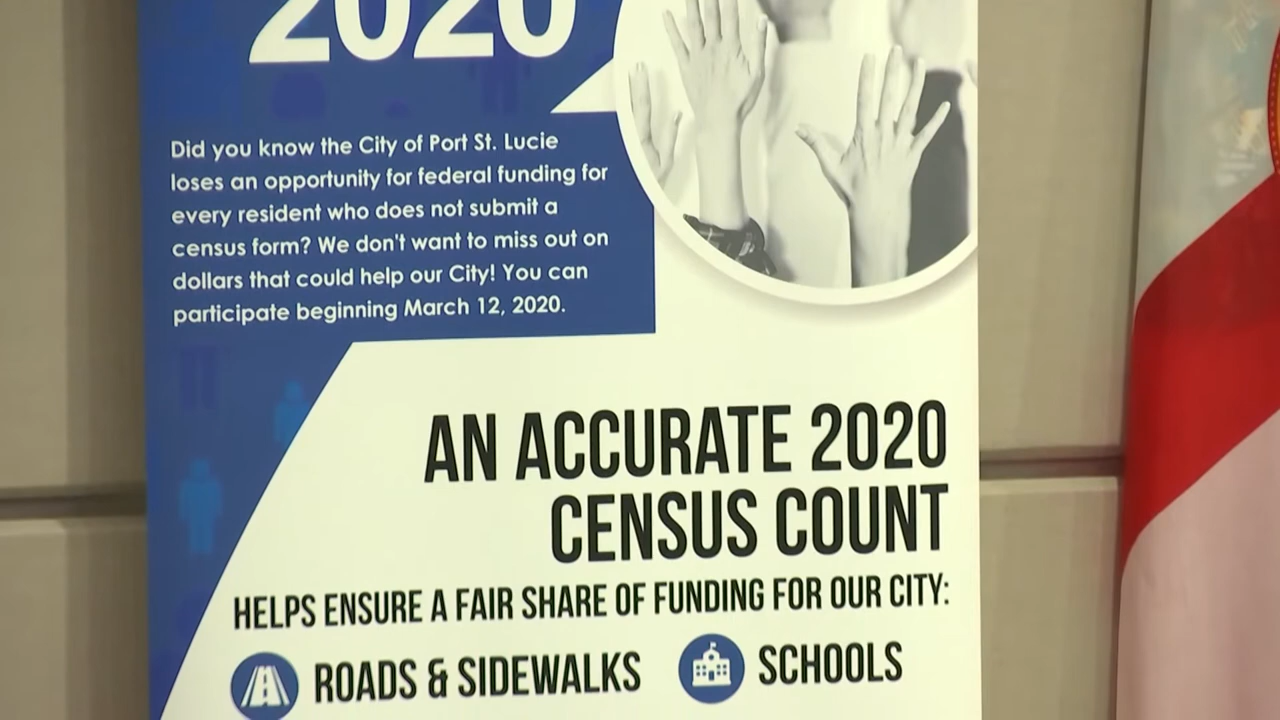 2020
Did you know the City of Port St. Lucie
loses an opportunity for federal funding for
every resident who does not submit a
census form? We don't want to miss out on
dollars that could help our City! You can
participate beginning March 12, 2020.
AN ACCURATE 2020
CENSUS COUNT
HELPS ENSURE A FAIR SHARE OF FUNDING FOR OUR CITY:
ROADS & SIDEWALKS SCHOOLS